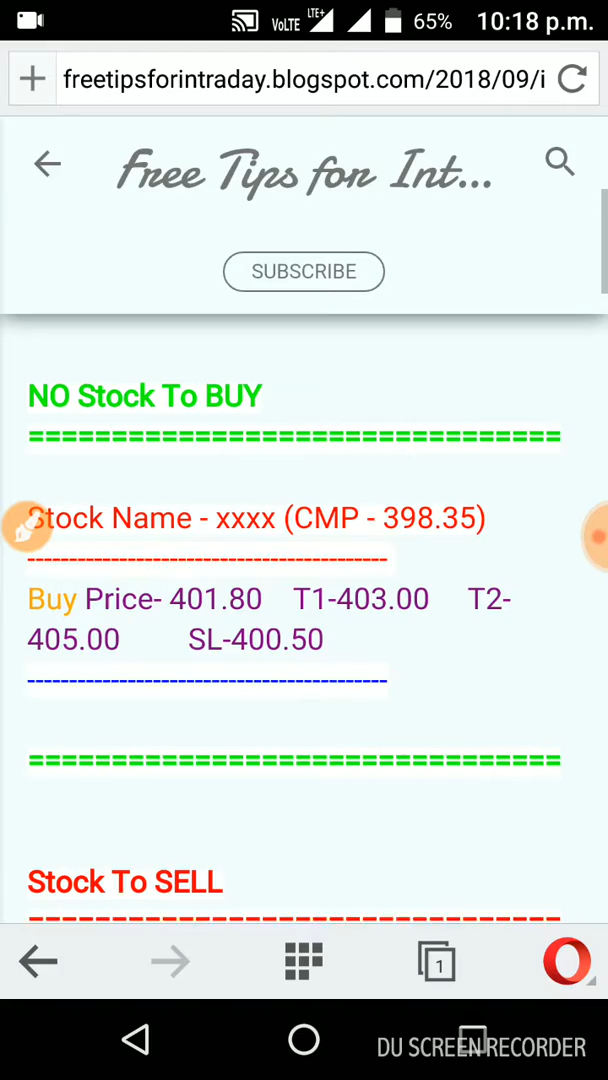 VoLTE LTE+ 65% 10:18 p.m.
freetipsforintraday.blogspot.com/2018/09/i
Free Tips for Int...
SUBSCRIBE
NO Stock To BUY
=================================
Stock Name - xxxx (CMP - 398.35)
-------------------------------------------
Buy Price- 401.80 T1-403.00 T2-
405.00 SL-400.50
-------------------------------------------
=================================
Stock To SELL
---------------------------------
1
DU SCREEN RECORDER